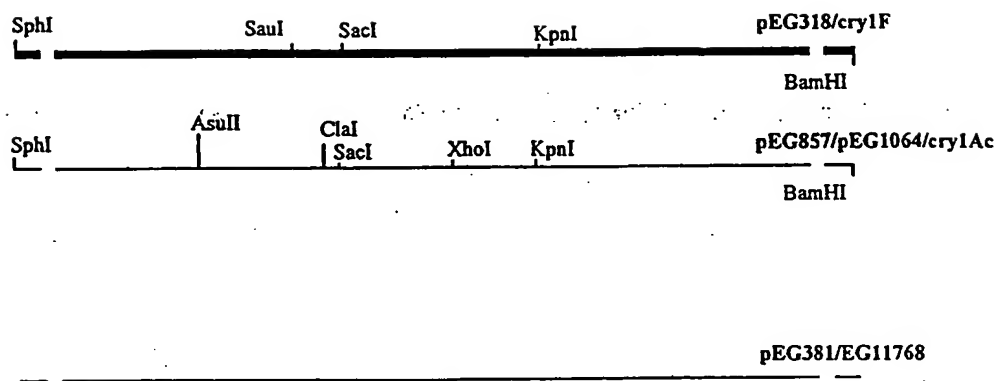 SphI SauI SacI KpnI pEG318/cry1F
BamHI
SphI AsuII ClaI SacI XhoI KpnI pEG857/pEG1064/cry1Ac
BamHI
pEG381/EG11768